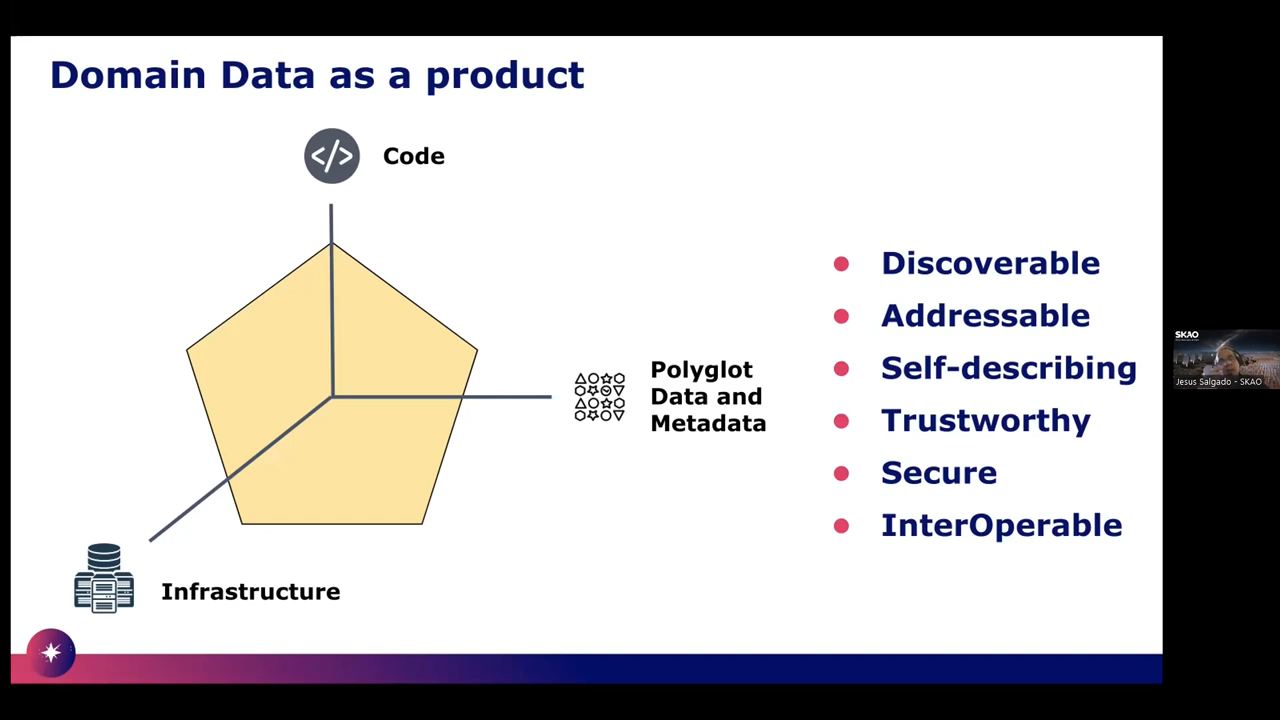 Domain Data as a product
Code
Polyglot
Data and
Metadata
Infrastructure
Discoverable
Addressable
Self-describing
Trustworthy
Secure
InterOperable
SKAO
Jesus Salgado - SKAO